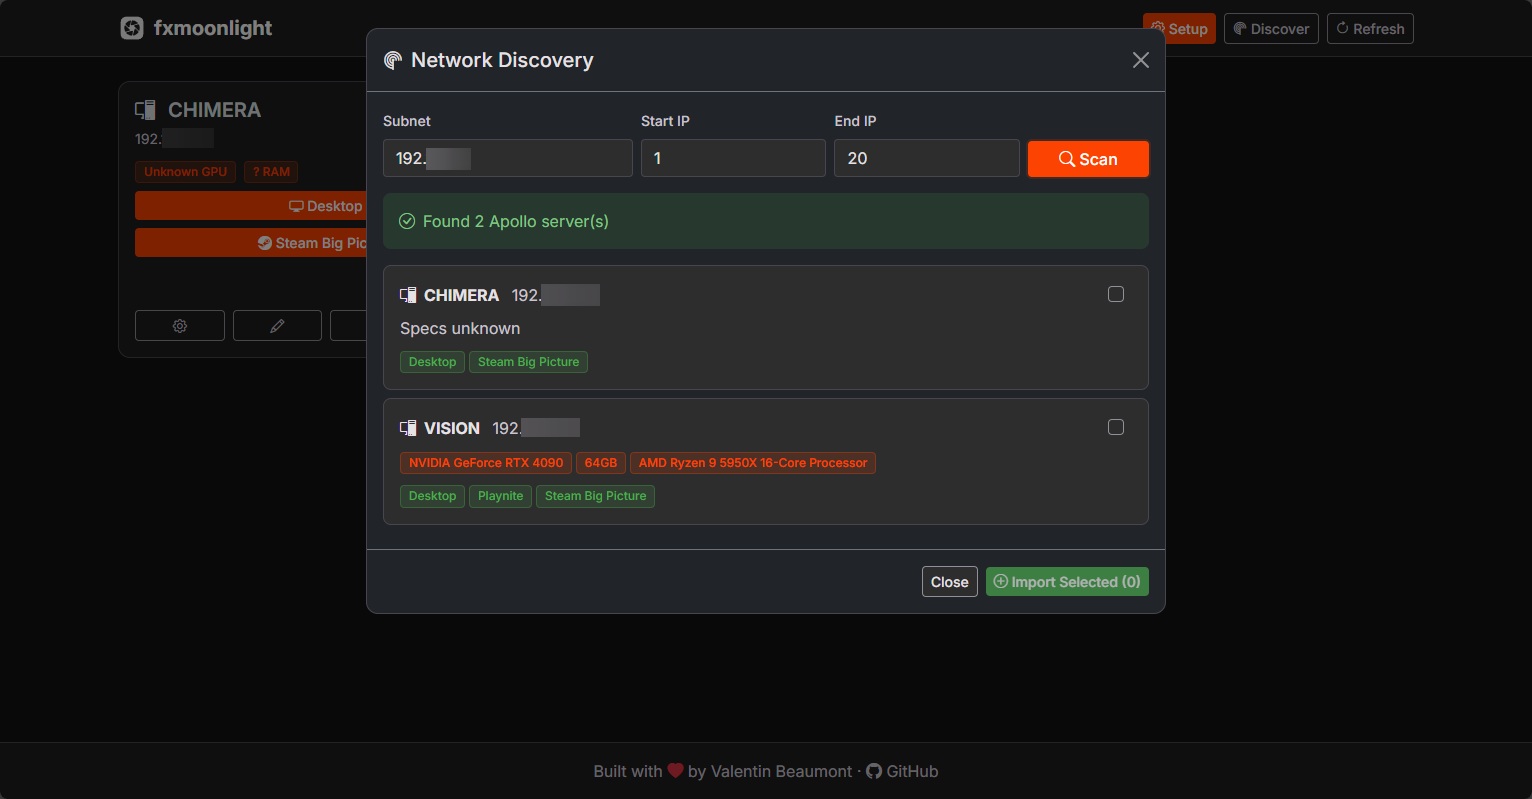 fxmoonlight
Setup
Discover
Refresh
CHIMERA
192.
Unknown GPU
? RAM
Desktop
Steam Big Pic
Network Discovery
Subnet
Start IP
End IP
192.
1
20
Scan
Found 2 Apollo server(s)
CHIMERA 192.
Specs unknown
Desktop Steam Big Picture
VISION 192.
NVIDIA GeForce RTX 4090 64GB AMD Ryzen 9 5950X 16-Core Processor
Desktop Playnite Steam Big Picture
Close
Import Selected (0)
Built with by Valentin Beaumont · GitHub